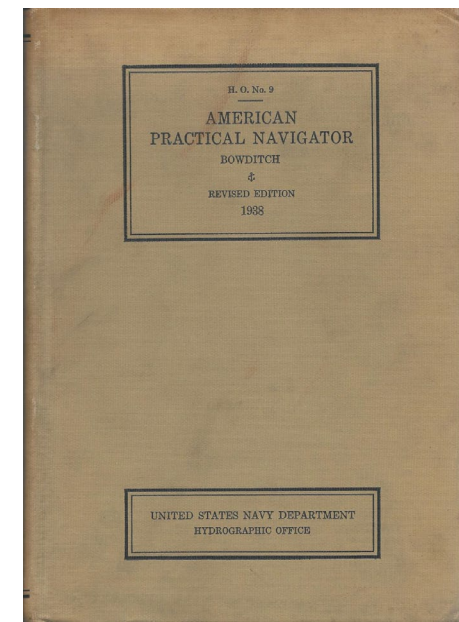 H. O. No. 9
AMERICAN
PRACTICAL NAVIGATOR
BOWDITCH
REVISED EDITION
1938
UNITED STATES NAVY DEPARTMENT
HYDROGRAPHIC OFFICE